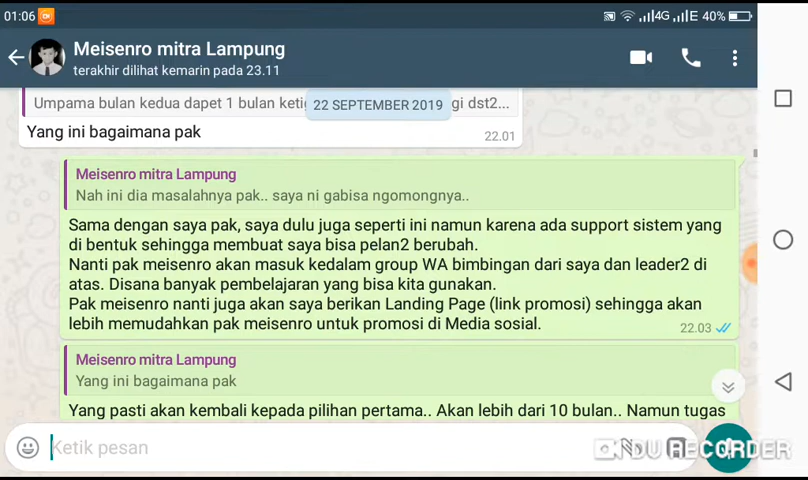 01:06
4G E 40%
Meisenro mitra Lampung
terakhir dilihat kemarin pada 23.11
Umpama bulan kedua dapet 1 bulan ketig
gi dst2...
22 SEPTEMBER 2019
Yang ini bagaimana pak
22.01
Meisenro mitra Lampung
Nah ini dia masalahnya pak.. saya ni gabisa ngomongnya..
Sama dengan saya pak, saya dulu juga seperti ini namun karena ada support sistem yang
di bentuk sehingga membuat saya bisa pelan2 berubah.
Nanti pak meisenro akan masuk kedalam group WA bimbingan dari saya dan leader2 di
atas. Disana banyak pembelajaran yang bisa kita gunakan.
Pak meisenro nanti juga akan saya berikan Landing Page (link promosi) sehingga akan
lebih memudahkan pak meisenro untuk promosi di Media sosial.
22.03
Meisenro mitra Lampung
Yang ini bagaimana pak
Yang pasti akan kembali kepada pilihan pertama.. Akan lebih dari 10 bulan.. Namun tugas
Ketik pesan
DU RECORDER